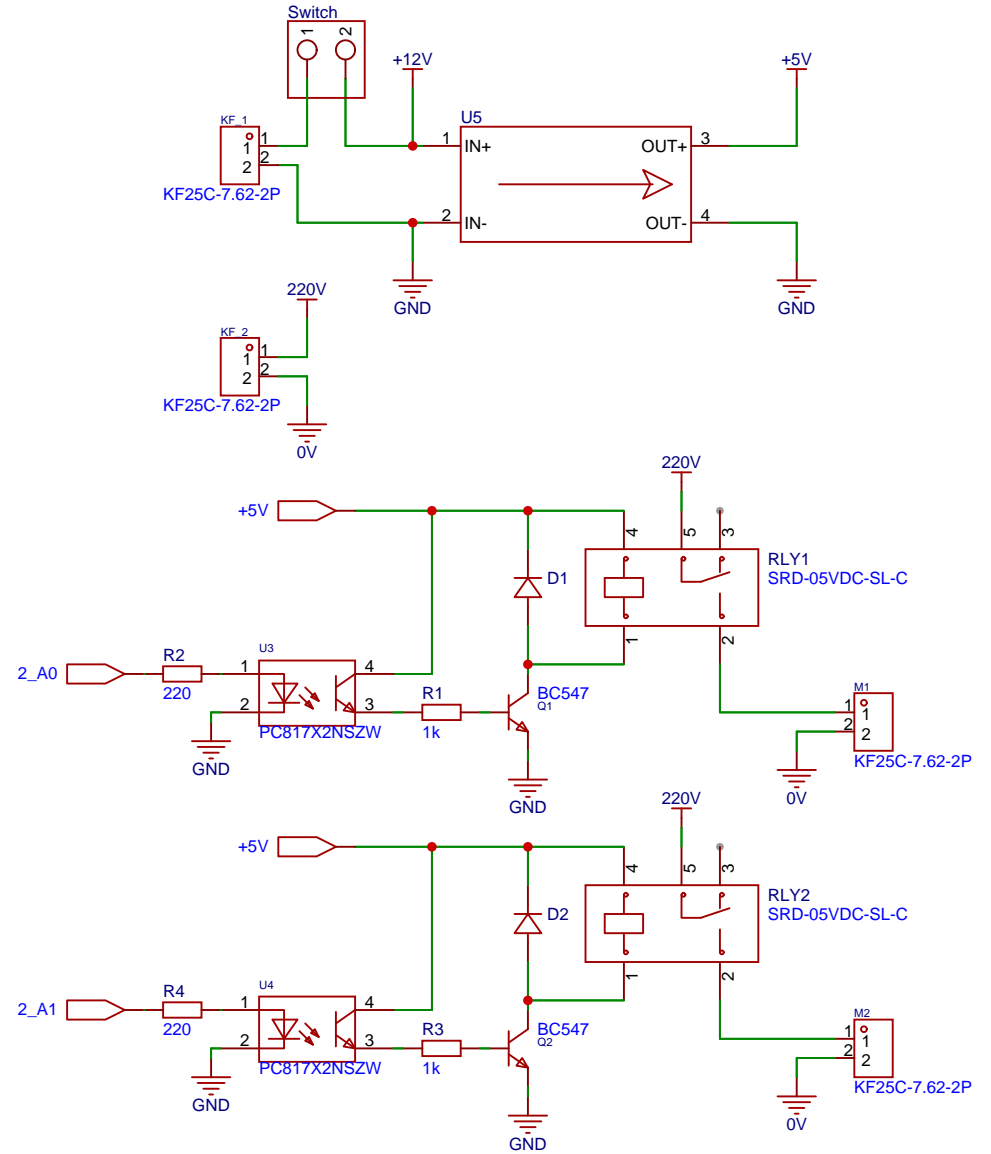 Switch
1 2
+12V
+5V
KF_1
1
1
2
2
KF25C-7.62-2P
U5
1 IN+
OUT+ 3
2 IN-
OUT- 4
GND
GND
220V
KF_2
1
1
2
2
KF25C-7.62-2P
0V
220V
+5V
4 5 3
RLY1
SRD-05VDC-SL-C
D1
1 2
2_A0
R2
220
U3
1 4
2 3
PC817X2NSZW
GND
R1
1k
BC547
Q1
GND
M1
1
1
2
2
KF25C-7.62-2P
0V
220V
+5V
4 5 3
RLY2
SRD-05VDC-SL-C
D2
1 2
2_A1
R4
220
U4
1 4
2 3
PC817X2NSZW
GND
R3
1k
BC547
Q2
GND
M2
1
1
2
2
KF25C-7.62-2P
0V